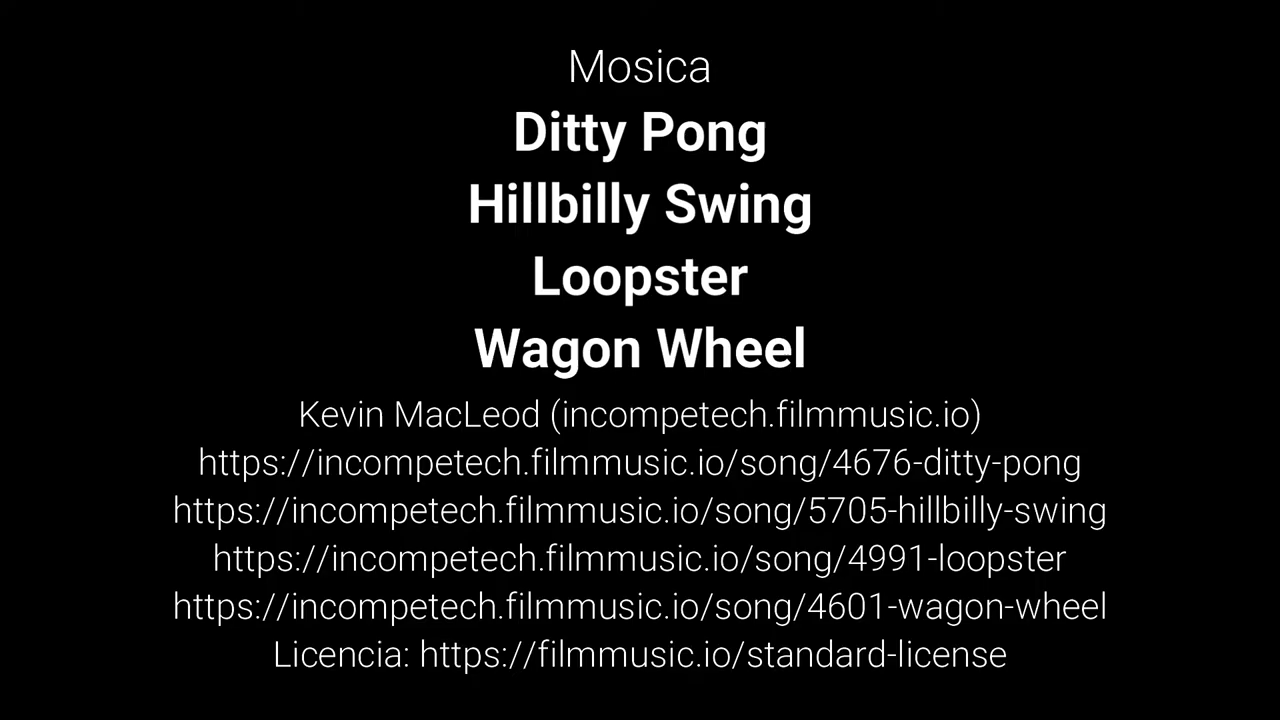 Mosica
Ditty Pong
Hillbilly Swing
Loopster
Wagon Wheel
Kevin MacLeod (incompetech.filmmusic.io)
https://incompetech.filmmusic.io/song/4676-ditty-pong
https://incompetech.filmmusic.io/song/5705-hillbilly-swing
https://incompetech.filmmusic.io/song/4991-loopster
https://incompetech.filmmusic.io/song/4601-wagon-wheel
Licencia: https://filmmusic.io/standard-license